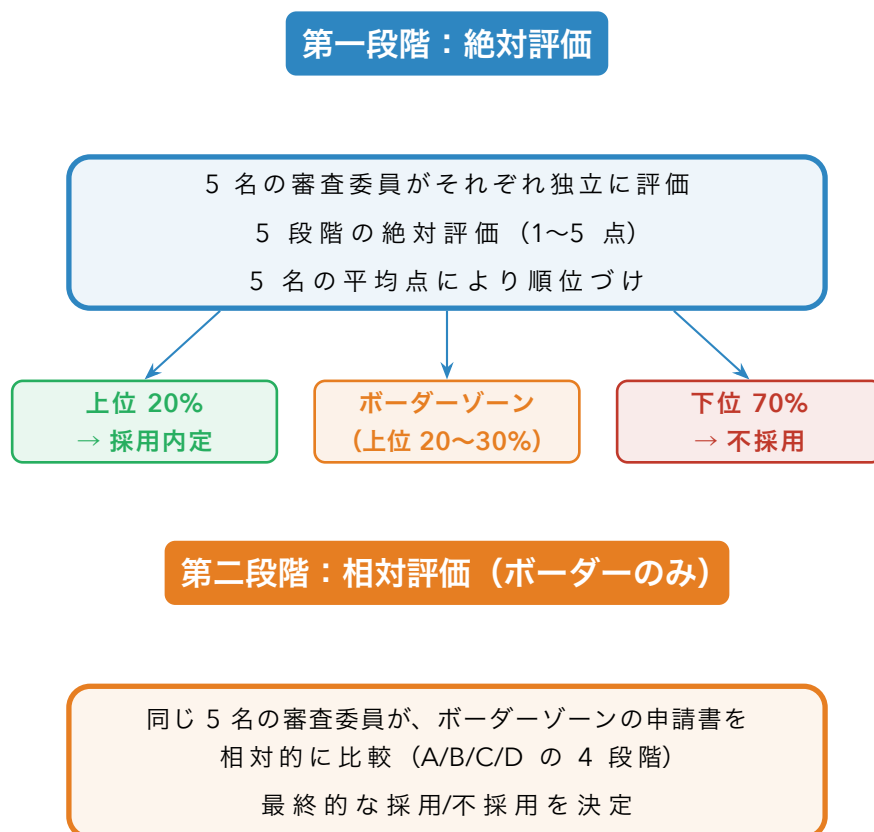 第一段階：絶対評価
5 名の審査委員がそれぞれ独立に評価
5 段階の絶対評価（1〜5 点）
5 名の平均点により順位づけ
上位 20%
→ 採用内定
ボーダーゾーン
（上位 20〜30%）
下位 70%
→ 不採用
第二段階：相対評価（ボーダーのみ）
同じ 5 名の審査委員が、ボーダーゾーンの申請書を
相対的に比較（A/B/C/D の 4 段階）
最終的な採用/不採用を決定